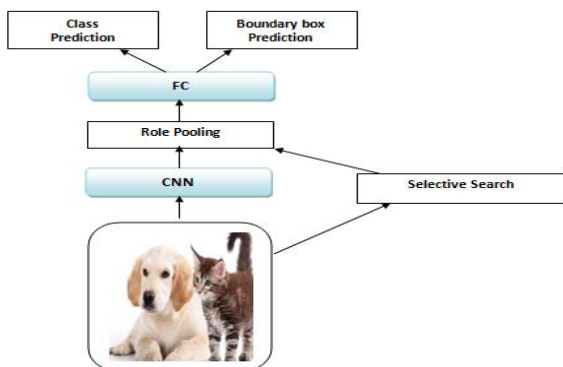 Class
Prediction
Boundary box
Prediction
FC
Role Pooling
CNN
Selective Search